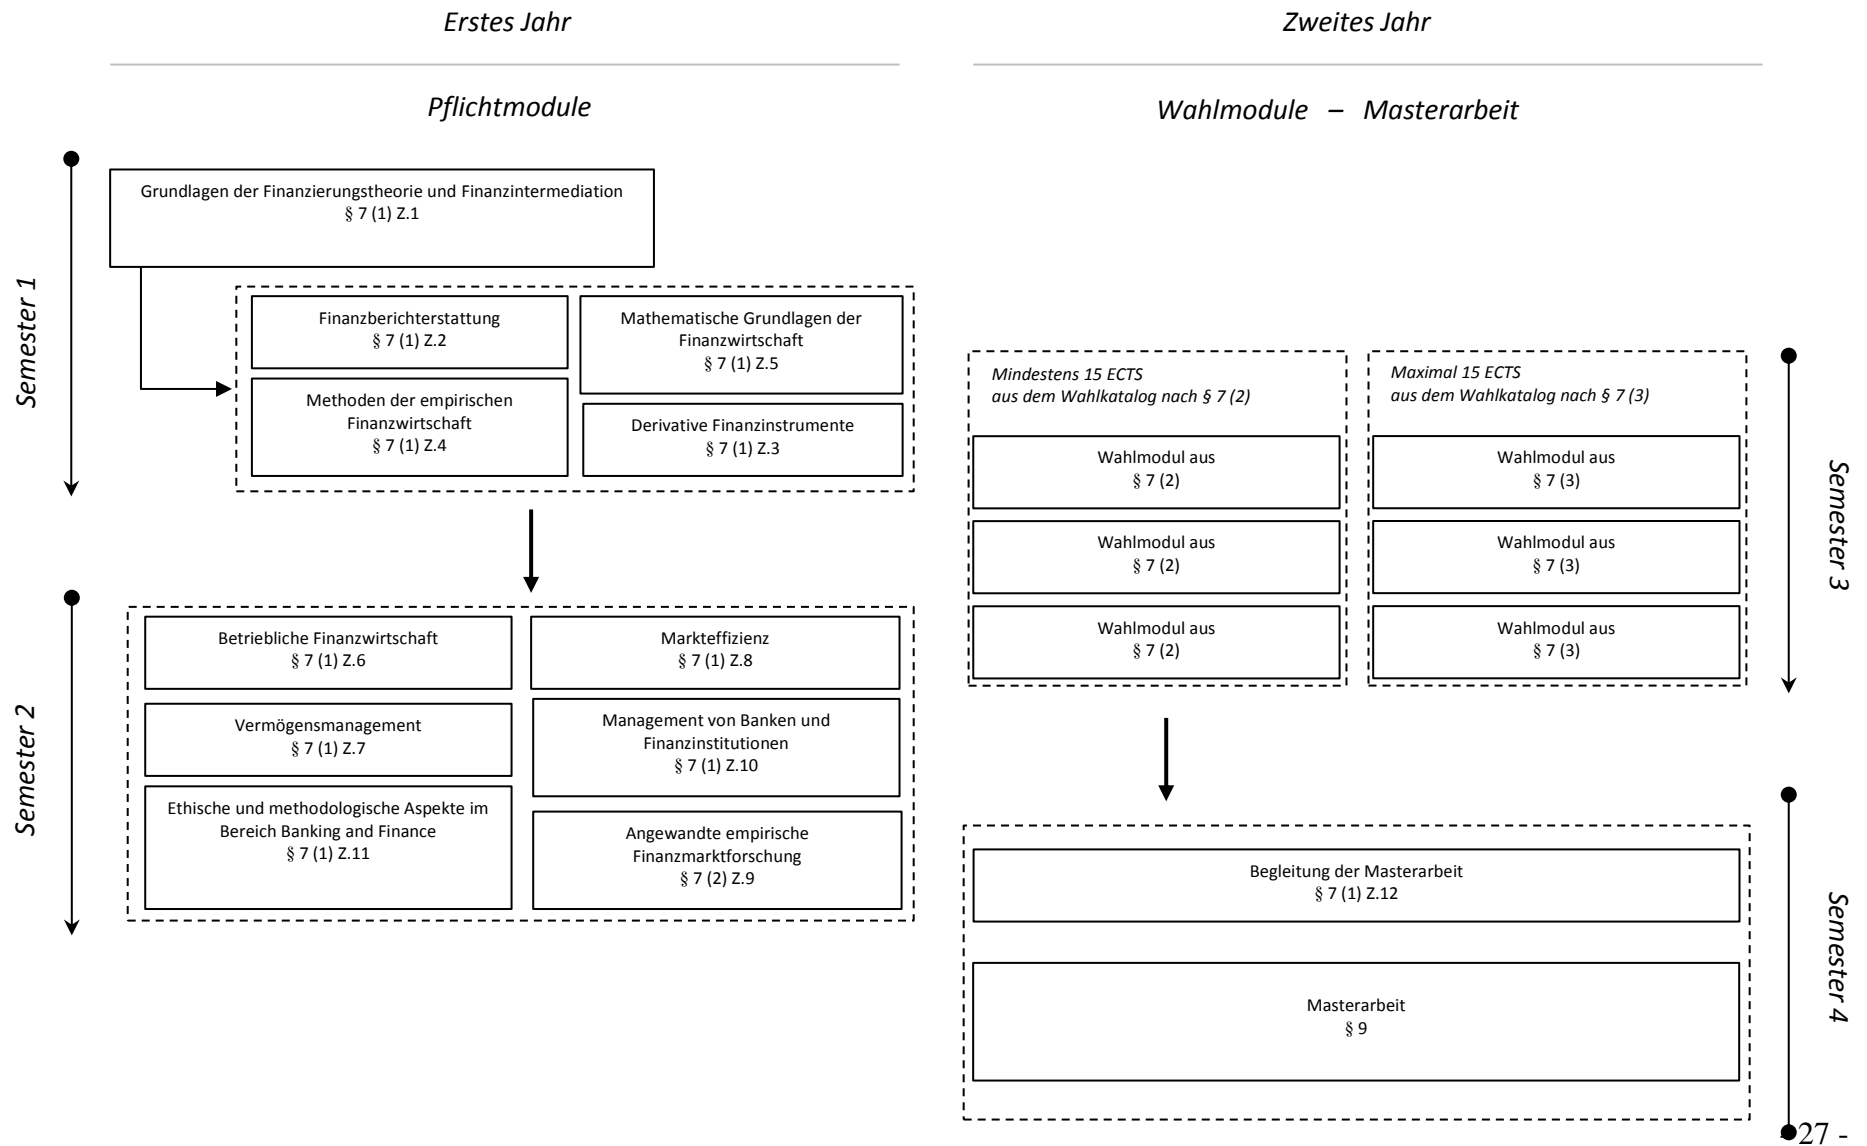 Erstes Jahr
Pflichtmodule
Semester 1
Grundlagen der Finanzierungstheorie und Finanzintermediation
§ 7 (1) Z.1
Finanzberichterstattung
§ 7 (1) Z.2
Mathematische Grundlagen der
Finanzwirtschaft
§ 7 (1) Z.5
Methoden der empirischen
Finanzwirtschaft
§ 7 (1) Z.4
Derivative Finanzinstrumente
§ 7 (1) Z.3
Semester 2
Betriebliche Finanzwirtschaft
§ 7 (1) Z.6
Markteffizienz
§ 7 (1) Z.8
Vermögensmanagement
§ 7 (1) Z.7
Management von Banken und
Finanzinstitutionen
§ 7 (1) Z.10
Ethische und methodologische Aspekte im
Bereich Banking and Finance
§ 7 (1) Z.11
Angewandte empirische
Finanzmarktforschung
§ 7 (2) Z.9
Zweites Jahr
Wahlmodule – Masterarbeit
Semester 3
Mindestens 15 ECTS
aus dem Wahlkatalog nach § 7 (2)
Wahlmodul aus
§ 7 (2)
Wahlmodul aus
§ 7 (2)
Wahlmodul aus
§ 7 (2)
Maximal 15 ECTS
aus dem Wahlkatalog nach § 7 (3)
Wahlmodul aus
§ 7 (3)
Wahlmodul aus
§ 7 (3)
Wahlmodul aus
§ 7 (3)
Semester 4
Begleitung der Masterarbeit
§ 7 (1) Z.12
Masterarbeit
§ 9
- 27 -